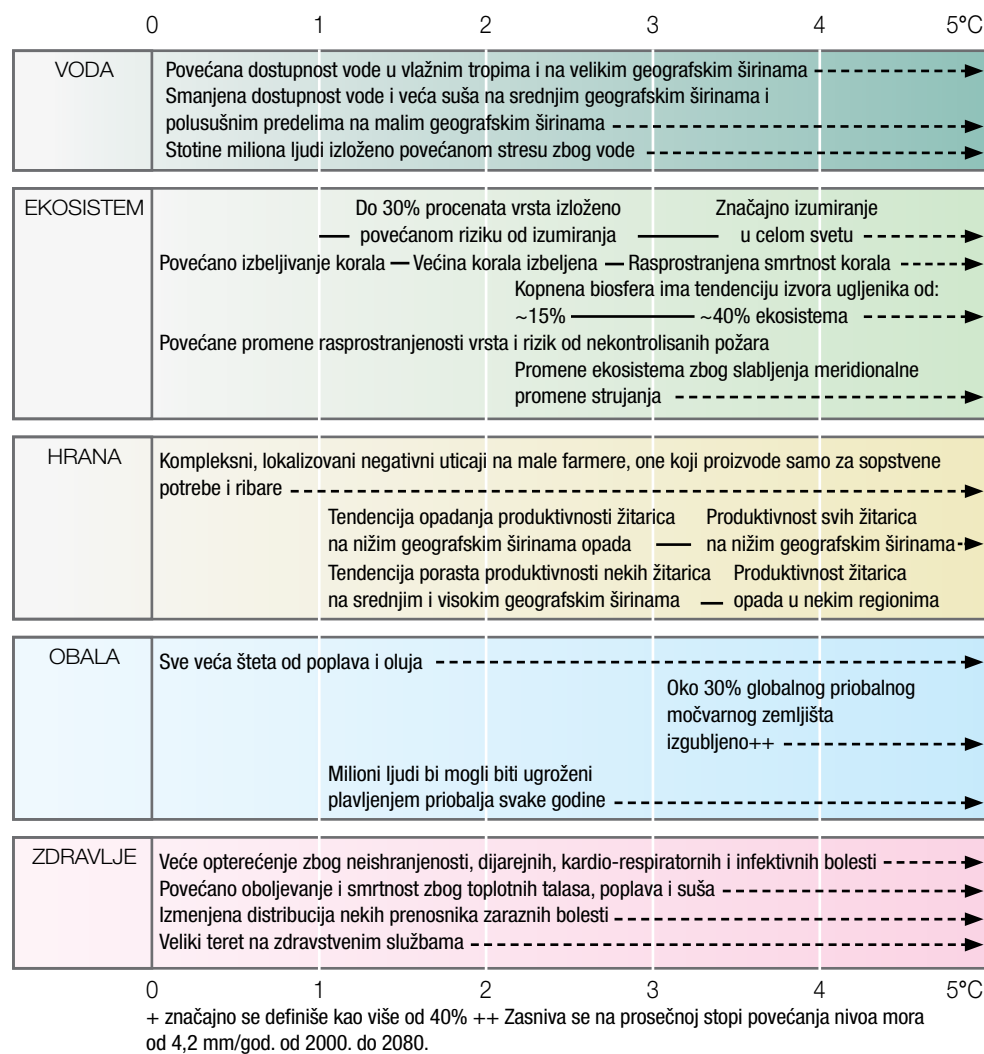 0 1 2 3 4 5°C
VODA
Povećana dostupnost vode u vlažnim tropima i na velikim geografskim širinama
Smanjena dostupnost vode i veća suša na srednjim geografskim širinama i
polusušnim predelima na malim geografskim širinama
Stotine miliona ljudi izloženo povećanom stresu zbog vode
EKOSISTEM
Do 30% procenata vrsta izloženo
povećanom riziku od izumiranja
Značajno izumiranje
u celom svetu
Povećano izbeljivanje korala Većina korala izbeljena Rasprostranjena smrtnost korala
Kopnena biosfera ima tendenciju izvora ugljenika od:
~15% ~40% ekosistema
Povećane promene rasprostranjenosti vrsta i rizik od nekontrolisanih požara
Promene ekosistema zbog slabljenja meridionalne
promene strujanja
HRANA
Kompleksni, lokalizovani negativni uticaji na male farmere, one koji proizvode samo za sopstvene
potrebe i ribare
Tendencija opadanja produktivnosti žitarica
na nižim geografskim širinama opada
Produktivnost svih žitarica
na nižim geografskim širinama
Tendencija porasta produktivnosti nekih žitarica
na srednjim i visokim geografskim širinama
Produktivnost žitarica
opada u nekim regionima
OBALA
Sve veća šteta od poplava i oluja
Oko 30% globalnog priobalnog
močvarnog zemljišta
izgubljeno++
Milioni ljudi bi mogli biti ugroženi
plavljenjem priobalja svake godine
ZDRAVLJE
Veće opterećenje zbog neishranjenosti, dijarejnih, kardio-respiratornih i infektivnih bolesti
Povećano oboljevanje i smrtnost zbog toplotnih talasa, poplava i suša
Izmenjena distribucija nekih prenosnika zaraznih bolesti
Veliki teret na zdravstvenim službama
0 1 2 3 4 5°C
+ značajno se definiše kao više od 40% ++ Zasniva se na prosečnoj stopi povećanja nivoa mora
od 4,2 mm/god. od 2000. do 2080.